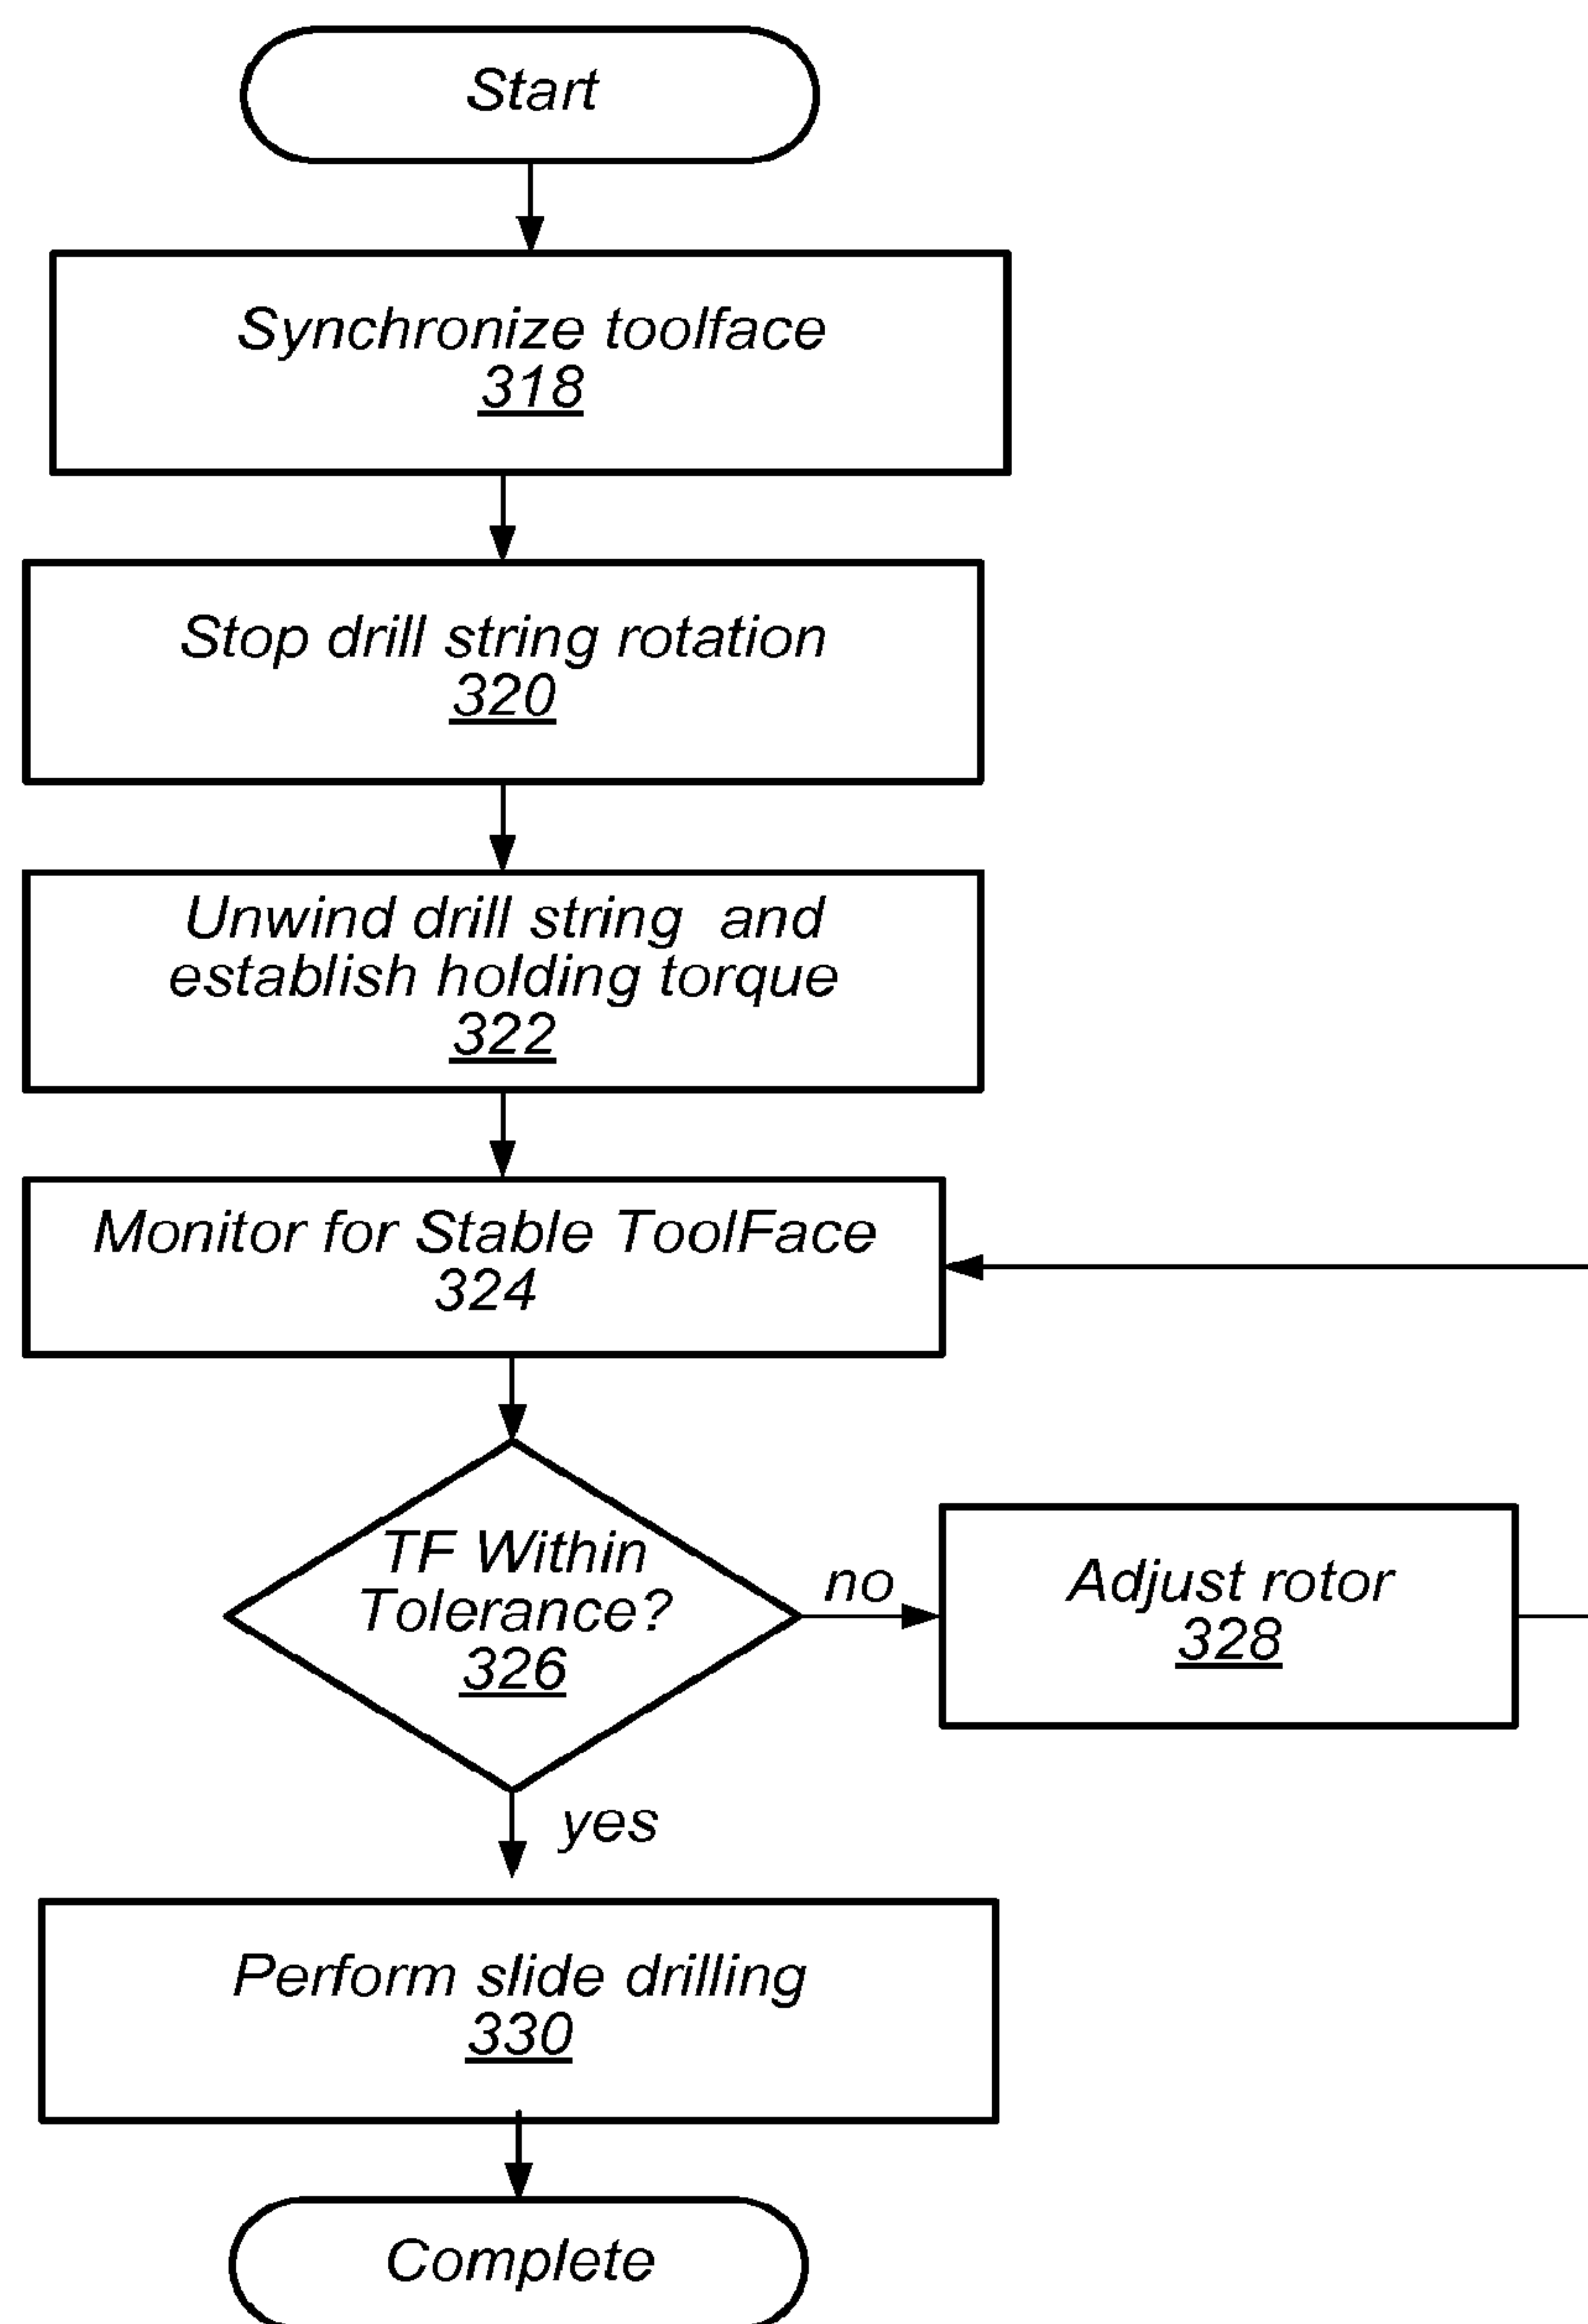 Start
Synchronize toolface
318
Stop drill string rotation
320
Unwind drill string and
establish holding torque
322
Monitor for Stable ToolFace
324
TF Within
Tolerance?
326
no
Adjust rotor
328
yes
Perform slide drilling
330
Complete